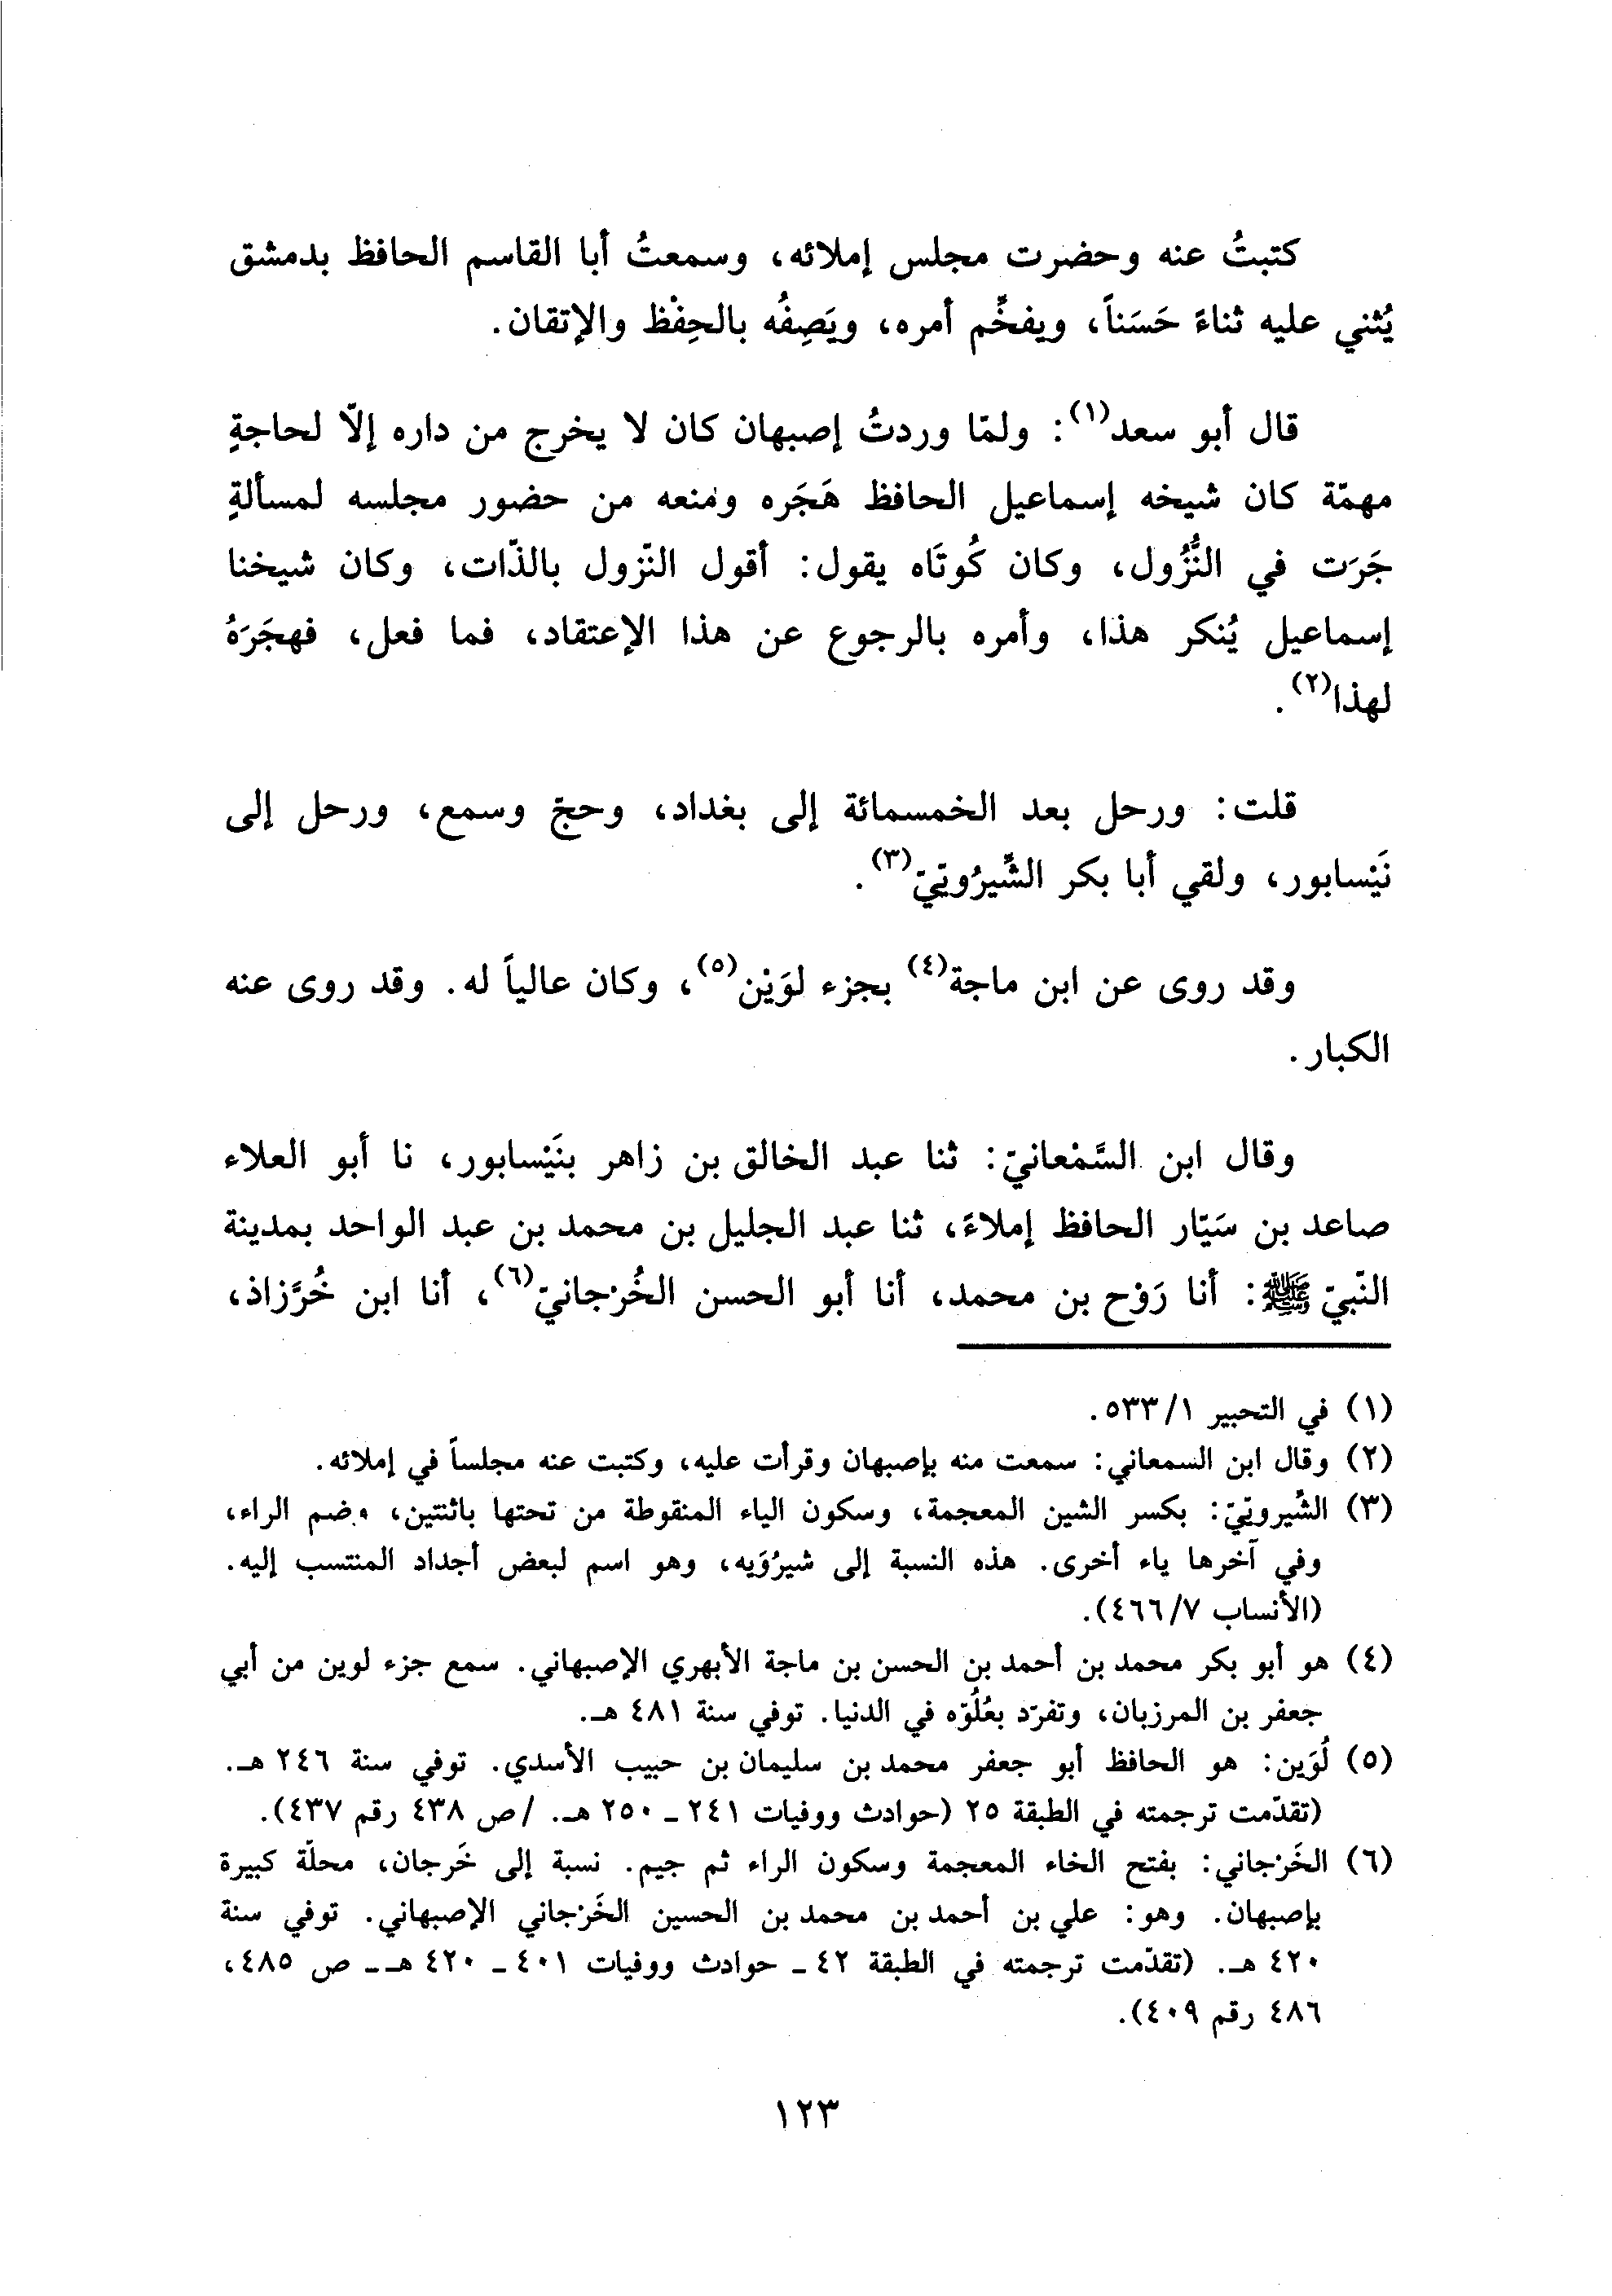 كتبتُ عنه وحضرت مجلس إملائه، وسمعتُ أبا القاسم الحافظ بدمشق
يُثني عليه ثناءً حَسَناً، ويفخّم أمره، ويَصِفُه بالحِفْظ والإتقان.
قال أبو سعد(١): ولمّا وردتُ إصبهان كان لا يخرج من داره إلّا لحاجةٍ
مهمّة كان شيخه إسماعيل الحافظ هَجَره ومنعه من حضور مجلسه لمسألةٍ
جَرَت في النُّزُول، وكان كُوتَاه يقول: أقول النّزول بالذّات، وكان شيخنا
إسماعيل يُنكر هذا، وأمره بالرجوع عن هذا الإعتقاد، فما فعل، فهجَرَهُ
لهذا(٢).
قلت: ورحل بعد الخمسمائة إلى بغداد، وحجّ وسمع، ورحل إلى
نَيْسابور، ولقي أبا بكر الشِّيرُوييّ(٣).
وقد روى عن ابن ماجة(٤) بجزء لوَيْن(٥)، وكان عالياً له. وقد روى عنه
الكبار.
وقال ابن السَّمْعانيّ: ثنا عبد الخالق بن زاهر بنَيْسابور، نا أبو العلاء
صاعد بن سَيّار الحافظ إملاءً، ثنا عبد الجليل بن محمد بن عبد الواحد بمدينة
النّبيّ ﷺ: أنا رَوْح بن محمد، أنا أبو الحسن الخُرْجانيّ(٦)، أنا ابن خُرَّزاذ،
(١) في التحبير ٥٣٣/١.
(٢) وقال ابن السمعاني: سمعت منه بإصبهان وقرأت عليه، وكتبت عنه مجلساً في إملائه.
(٣) الشِّيروييّ: بكسر الشين المعجمة، وسكون الياء المنقوطة من تحتها باثنتين، وضم الراء،
وفي آخرها ياء أخرى. هذه النسبة إلى شيرُوَيه، وهو اسم لبعض أجداد المنتسب إليه.
(الأنساب ٤٦٦/٧).
(٤) هو أبو بكر محمد بن أحمد بن الحسن بن ماجة الأبهري الإصبهاني. سمع جزء لوين من أبي
جعفر بن المرزبان، وتفرّد بعُلُوّه في الدنيا. توفي سنة ٤٨١ هـ.
(٥) لُوَين: هو الحافظ أبو جعفر محمد بن سليمان بن حبيب الأسدي. توفي سنة ٢٤٦ هـ.
(تقدّمت ترجمته في الطبقة ٢٥ (حوادث ووفيات ٢٤١ ـ ٢٥٠ هـ. / ص ٤٣٨ رقم ٤٣٧).
(٦) الخَرْجاني: بفتح الخاء المعجمة وسكون الراء ثم جيم. نسبة إلى خَرجان، محلّة كبيرة
بإصبهان. وهو: علي بن أحمد بن محمد بن الحسين الخَرْجاني الإصبهاني. توفي سنة
٤٢٠ هـ. (تقدّمت ترجمته في الطبقة ٤٢ ـ حوادث ووفيات ٤٠١ ـ ٤٢٠ هـ ـ ص ٤٨٥،
٤٨٦ رقم ٤٠٩).
١٢٣